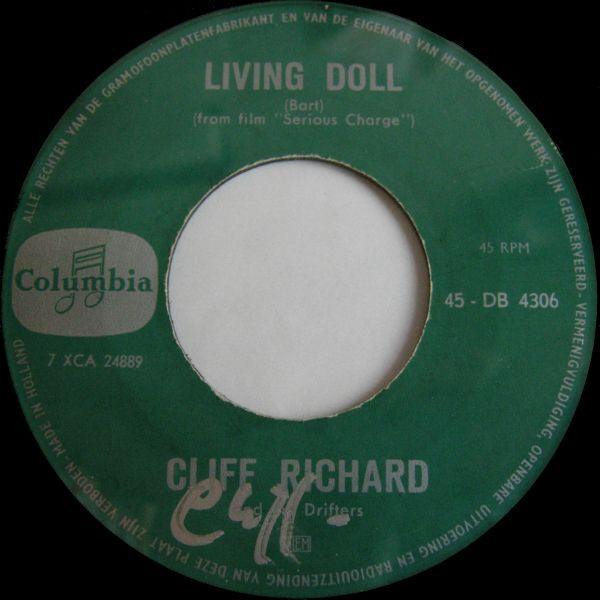 ALLE RECHTEN VAN DE GRAMOFOONPLATENFABRIKANT EN VAN DE EIGENAAR VAN HET OPGENOMEN WERK ZIJN GERESERVEERD - VERMENIGVULDIGING, OPENBARE UITVOERING EN RADIOUITZENDING VAN DEZE PLAAT ZIJN VERBODEN. MADE IN HOLLAND
LIVING DOLL
(Bart)
(from film "Serious Charge")
45 RPM
Columbia
45 - DB 4306
7 XCA 24889
CLIFF RICHARD
Drifters
Cliff